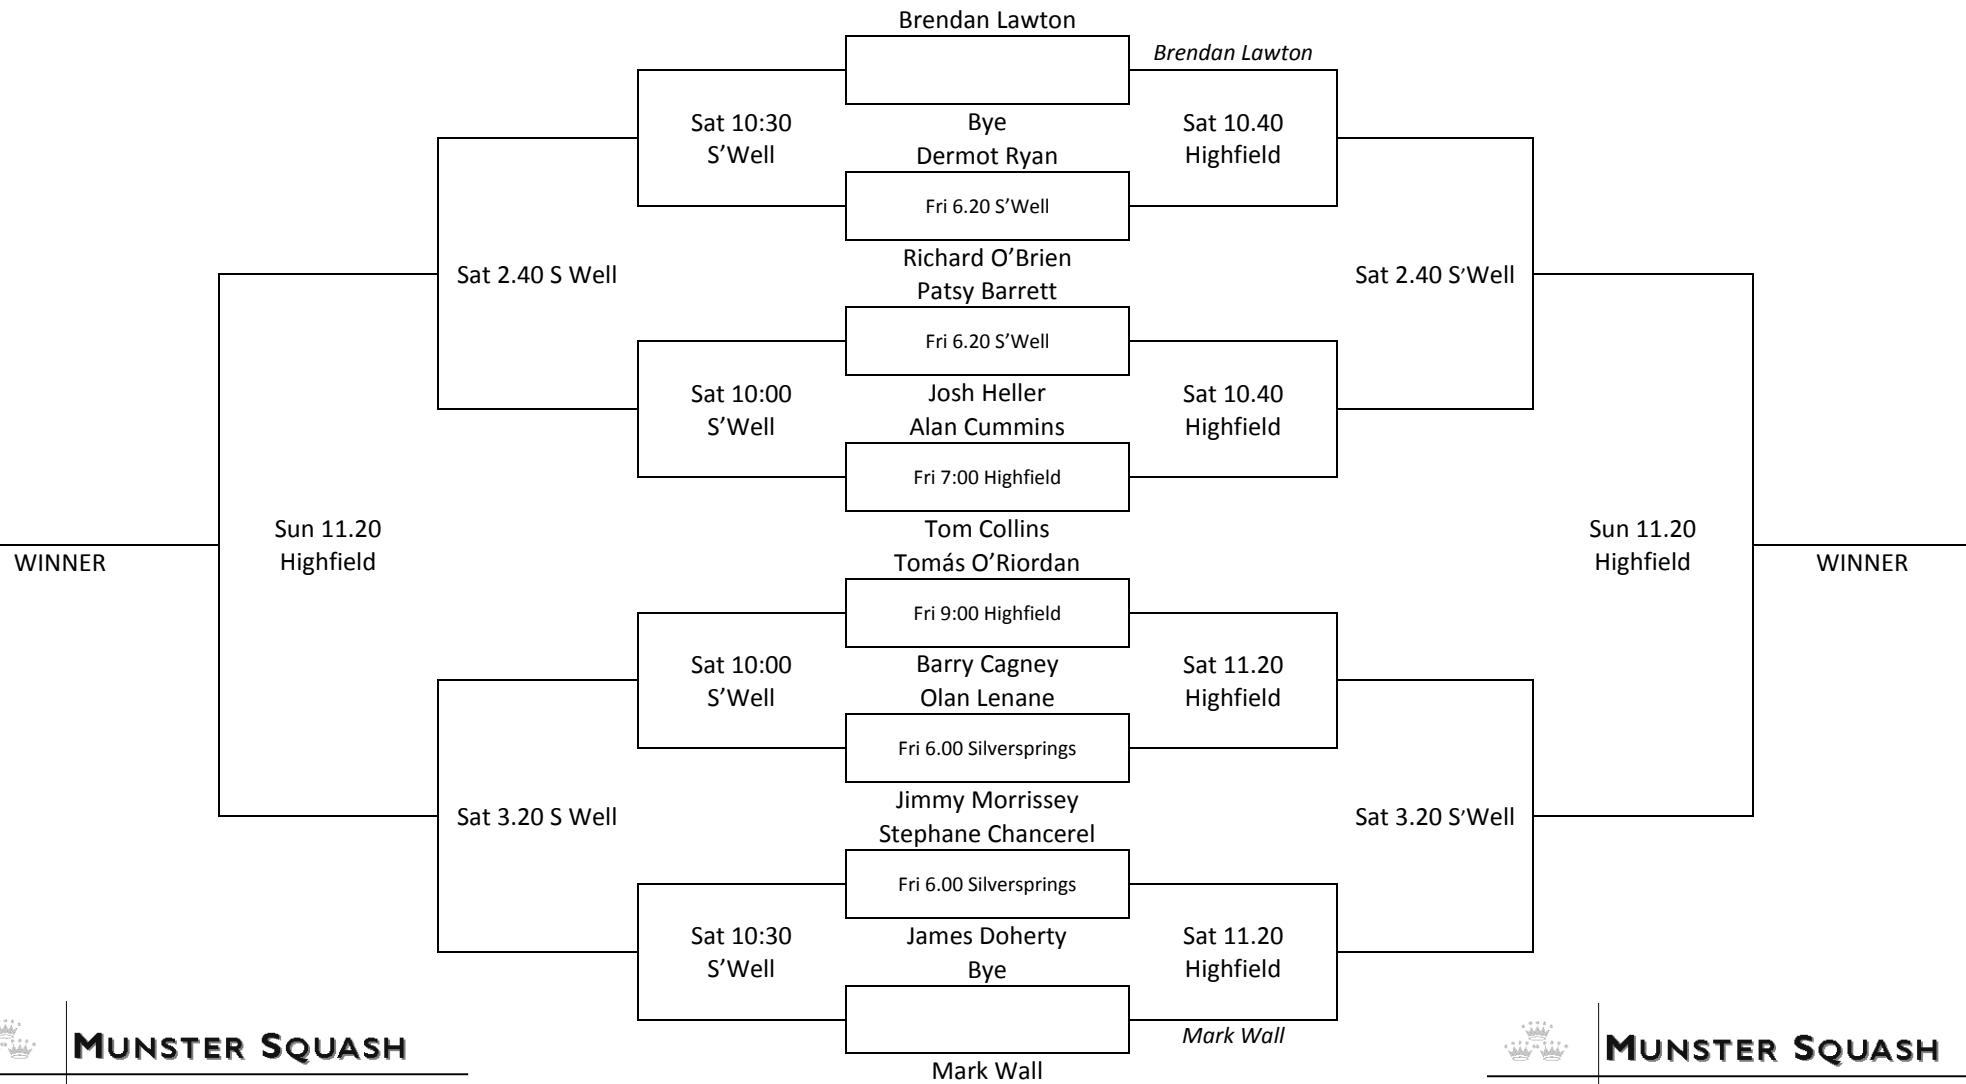 Brendan Lawton
Brendan Lawton
Sat 10:30
S’Well
Bye
Dermot Ryan
Sat 10.40
Highfield
Fri 6.20 S’Well
Sat 2.40 S Well
Richard O’Brien
Patsy Barrett
Sat 2.40 S’Well
Fri 6.20 S’Well
Sat 10:00
S’Well
Josh Heller
Alan Cummins
Sat 10.40
Highfield
Fri 7:00 Highfield
Sun 11.20
Highfield
Tom Collins
Tomás O’Riordan
Sun 11.20
Highfield
WINNER
WINNER
Fri 9:00 Highfield
Sat 10:00
S’Well
Barry Cagney
Olan Lenane
Sat 11.20
Highfield
Fri 6.00 Silversprings
Sat 3.20 S Well
Jimmy Morrissey
Stephane Chancerel
Sat 3.20 S’Well
Fri 6.00 Silversprings
Sat 10:30
S’Well
James Doherty
Bye
Sat 11.20
Highfield
Mark Wall
Mark Wall
MUNSTER SQUASH
MUNSTER SQUASH